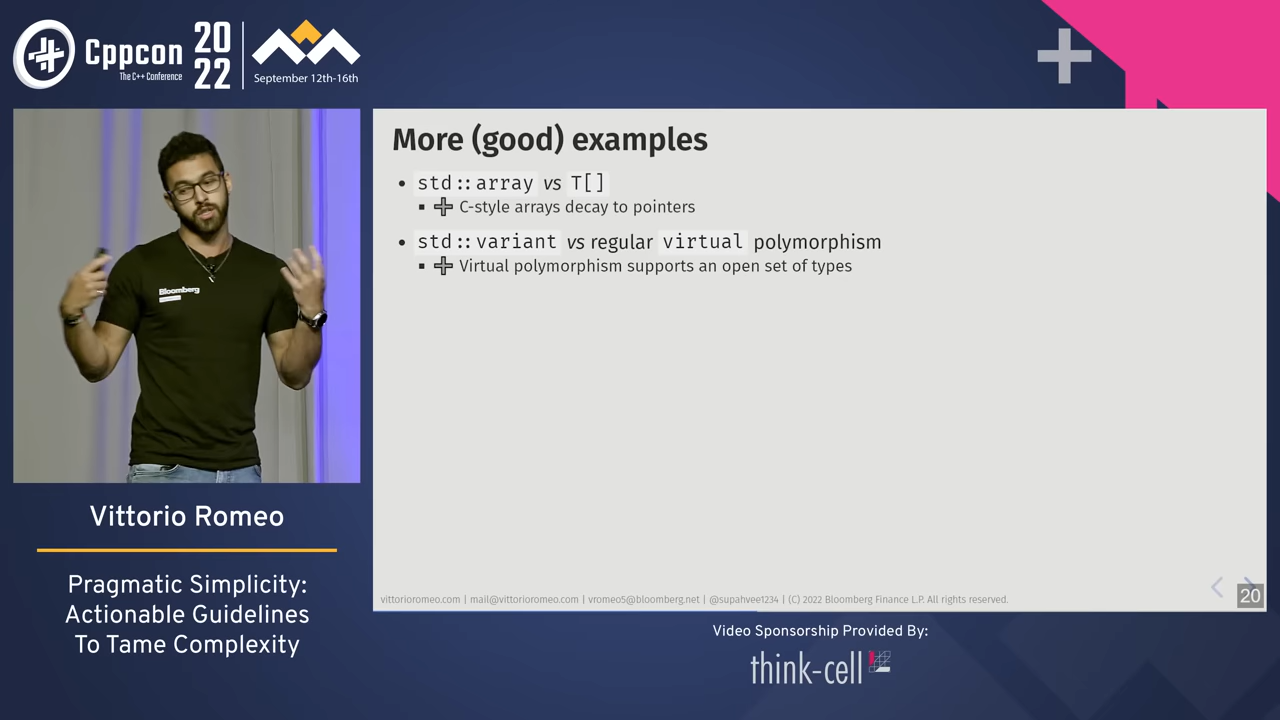 Cppcon
The C++ Conference
20
22
September 12th-16th
More (good) examples
• std::array vs T[]
▪ ➕ C-style arrays decay to pointers
• std::variant vs regular virtual polymorphism
▪ ➕ Virtual polymorphism supports an open set of types
Bloomberg
vittorioromeo.com | mail@vittorioromeo.com | vromeo5@bloomberg.net | @supahvee1234 | (C) 2022 Bloomberg Finance L.P. All rights reserved.
20
Vittorio Romeo
Pragmatic Simplicity:
Actionable Guidelines
To Tame Complexity
Video Sponsorship Provided By:
think-cell